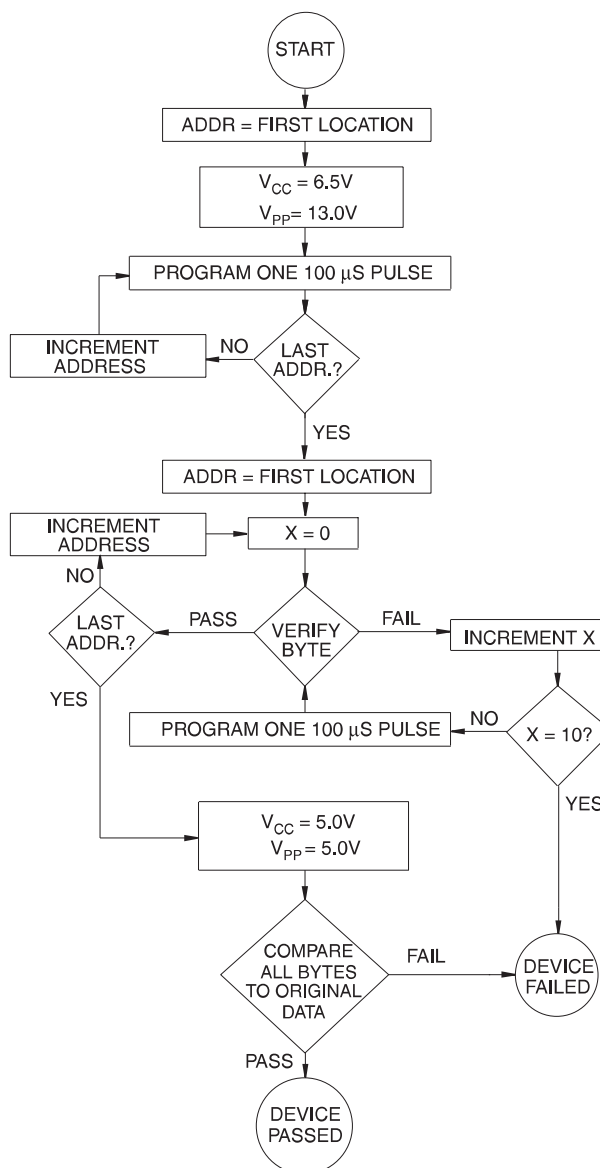 START
ADDR = FIRST LOCATION
VCC = 6.5V
VPP = 13.0V
PROGRAM ONE 100 µS PULSE
INCREMENT
ADDRESS
NO
LAST
ADDR.?
YES
ADDR = FIRST LOCATION
INCREMENT
ADDRESS
X = 0
NO
LAST
ADDR.?
PASS
VERIFY
BYTE
FAIL
INCREMENT X
YES
PROGRAM ONE 100 µS PULSE
NO
X = 10?
YES
VCC = 5.0V
VPP = 5.0V
COMPARE
ALL BYTES
TO ORIGINAL
DATA
FAIL
DEVICE
FAILED
PASS
DEVICE
PASSED